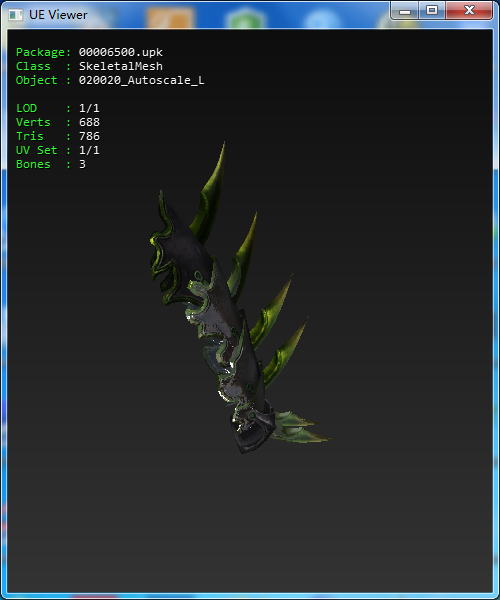 UE Viewer
Package: 00006500.upk
Class  : SkeletalMesh
Object : 020020_Autoscale_L
LOD    : 1/1
Verts  : 688
Tris   : 786
UV Set : 1/1
Bones  : 3